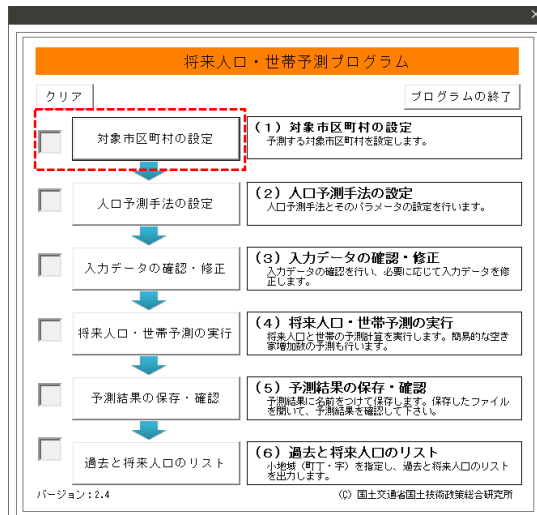 将来人口・世帯予測プログラム
クリア
プログラムの終了
対象市区町村の設定
(1)対象市区町村の設定
予測する対象市区町村を設定します。
人口予測手法の設定
(2)人口予測手法の設定
人口予測手法とそのパラメータの設定を行います。
入力データの確認・修正
(3)入力データの確認・修正
入力データの確認を行い、必要に応じて入力データを修
正します。
将来人口・世帯予測の実行
(4)将来人口・世帯予測の実行
将来人口と世帯の予測計算を実行します。簡易的な空き
家増加数の予測も行います。
予測結果の保存・確認
(5)予測結果の保存・確認
予測結果に名前をつけて保存します。保存したファイル
を開いて、予測結果を確認して下さい。
過去と将来人口のリスト
(6)過去と将来人口のリスト
小地域(町丁・字)を指定し、過去と将来人口のリスト
を出力します。
バージョン:2.4
(C) 国土交通省国土技術政策総合研究所